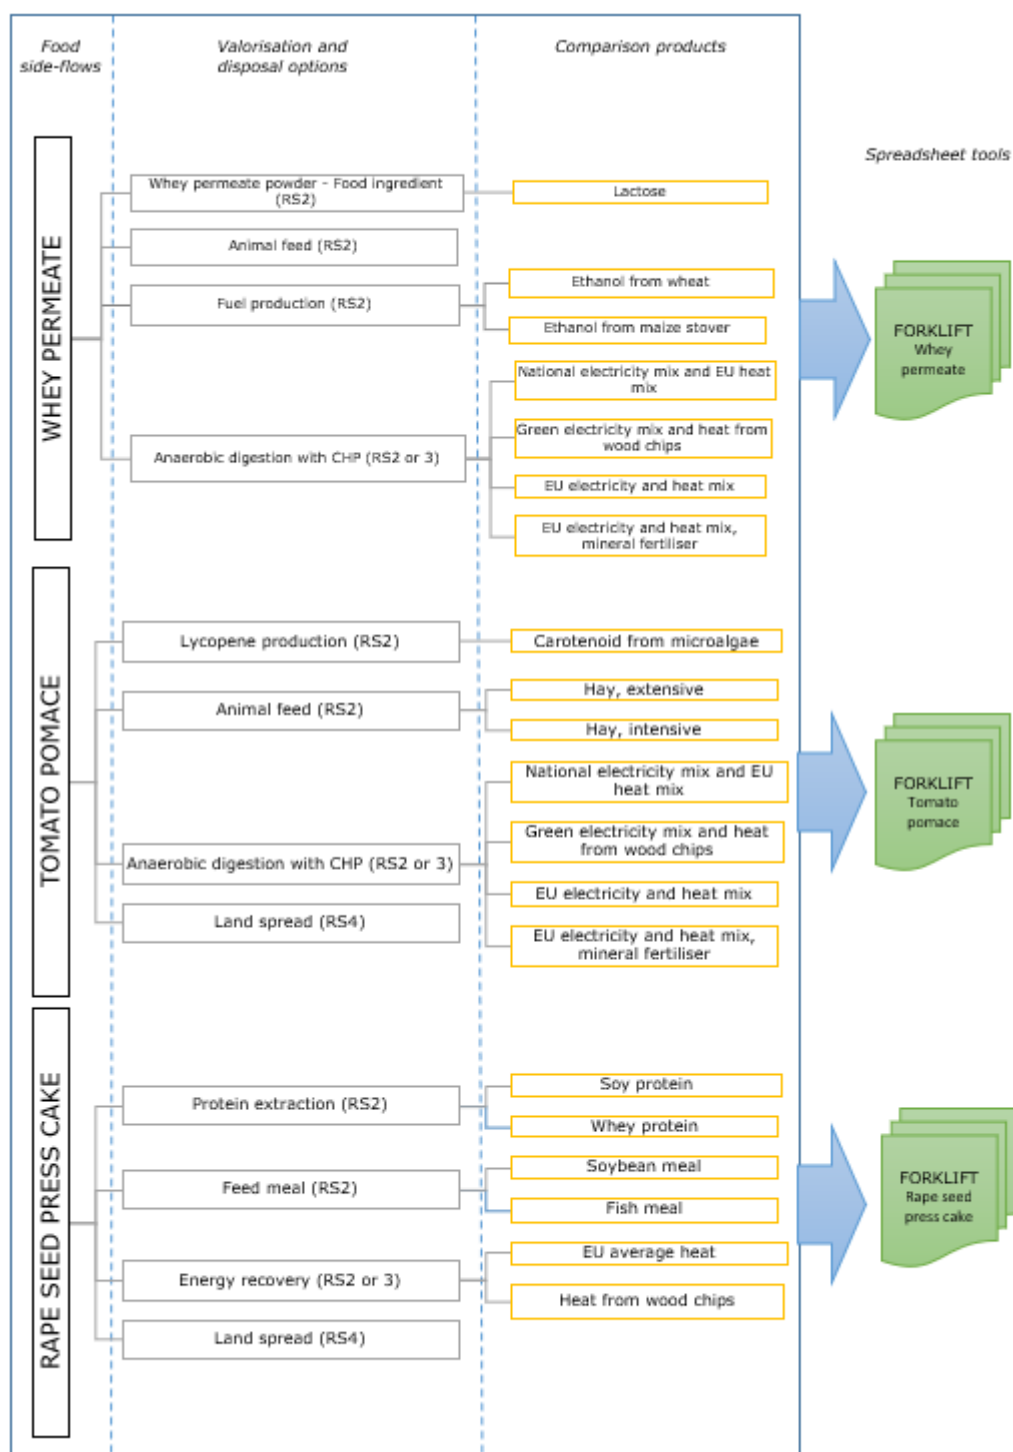 Food
side-flows
Valorisation and
disposal options
Comparison products
Spreadsheet tools
WHEY PERMEATE
Whey permeate powder - Food ingredient
(RS2)
Lactose
Animal feed (RS2)
Fuel production (RS2)
Ethanol from wheat
Ethanol from maize stover
Anaerobic digestion with CHP (RS2 or 3)
National electricity mix and EU heat
mix
Green electricity mix and heat from
wood chips
EU electricity and heat mix
EU electricity and heat mix,
mineral fertiliser
FORKLIFT
Whey
permeate
TOMATO POMACE
Lycopene production (RS2)
Carotenoid from microalgae
Animal feed (RS2)
Hay, extensive
Hay, intensive
Anaerobic digestion with CHP (RS2 or 3)
National electricity mix and EU
heat mix
Green electricity mix and heat
from wood chips
EU electricity and heat mix
EU electricity and heat mix,
mineral fertiliser
Land spread (RS4)
FORKLIFT
Tomato
pomace
RAPE SEED PRESS CAKE
Protein extraction (RS2)
Soy protein
Whey protein
Feed meal (RS2)
Soybean meal
Fish meal
Energy recovery (RS2 or 3)
EU average heat
Heat from wood chips
Land spread (RS4)
FORKLIFT
Rape seed
press cake